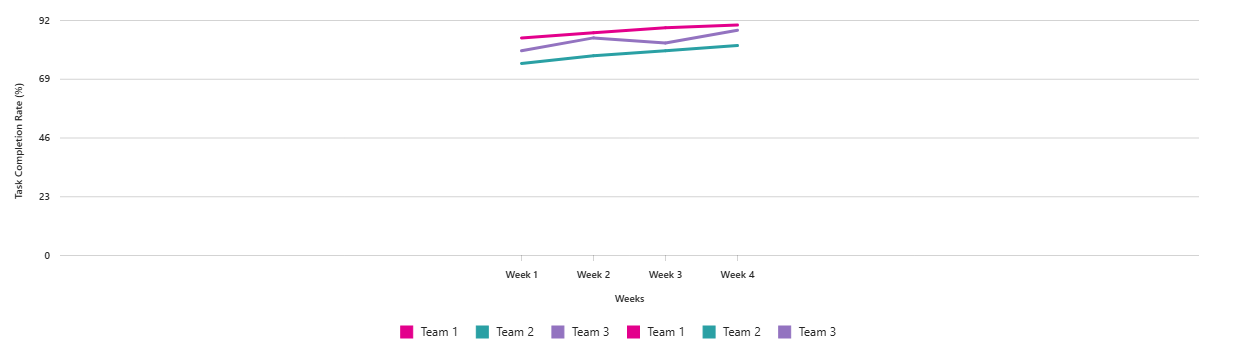 92
69
46
23
0
Task Completion Rate (%)
Week 1 Week 2 Week 3 Week 4
Weeks
Team 1 Team 2 Team 3 Team 1 Team 2 Team 3